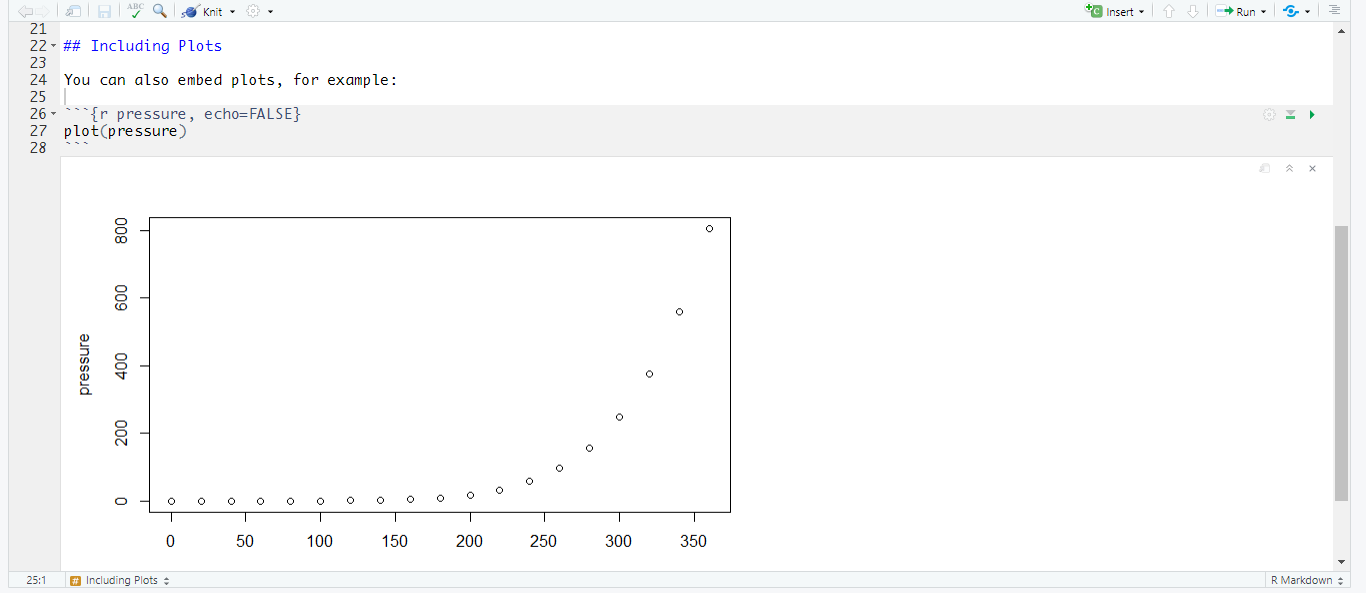 ABC
Knit
Insert
Run
21
22 ## Including Plots
23
24 You can also embed plots, for example:
25
26 ```{r pressure, echo=FALSE}
27 plot(pressure)
28 ```
800
600
400
200
0
pressure
0 50 100 150 200 250 300 350
25:1
# Including Plots
R Markdown